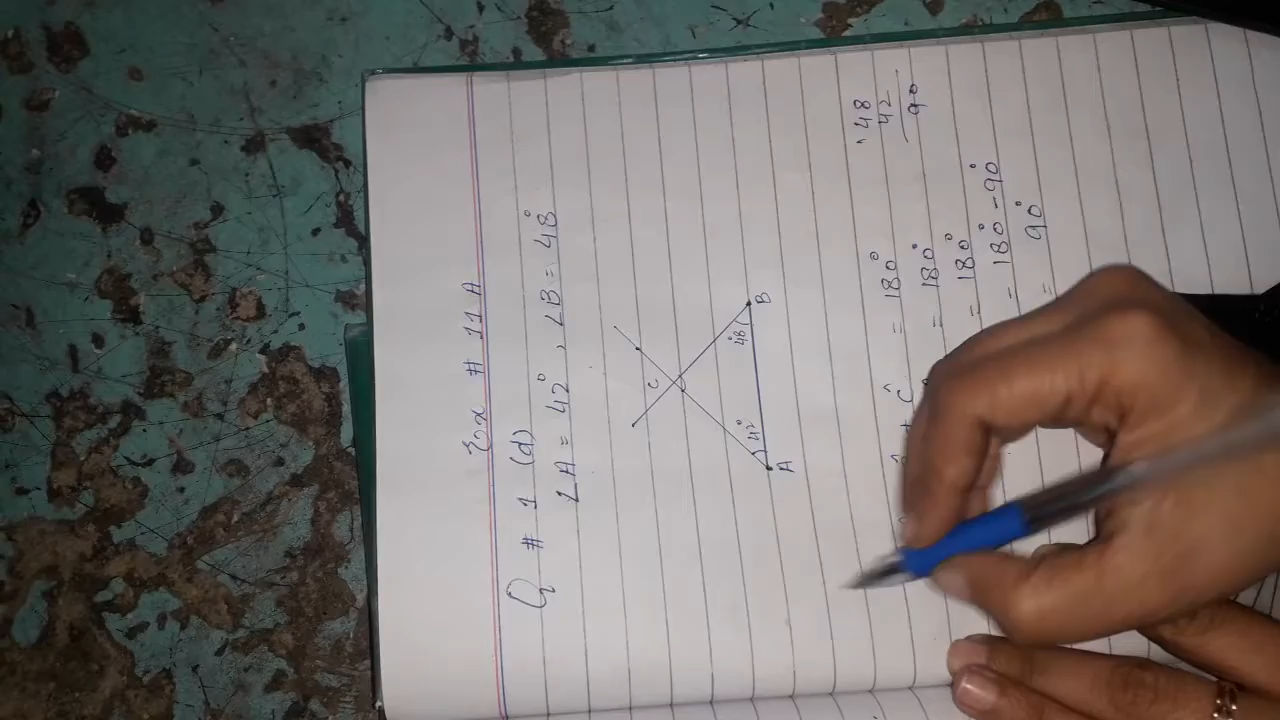 Ex # 11 A
Q # 1 (d)
∠A = 42°, ∠B = 48°
C
42°
48°
A
B
+ ĉ = 180°
= 180°
= 180°
= 180° - 90°
= 90°
48
42
90